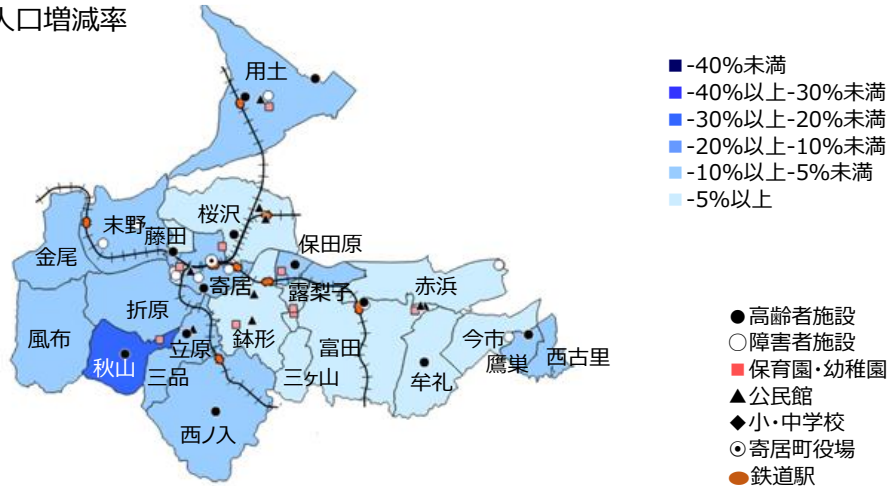 人口増減率
用土
桜沢
末野
藤田
保田原
金尾
寄居
露梨子
赤浜
折原
風布
立原
鉢形
富田
今市
秋山
三品
三ヶ山
牟礼
鷹巣
西古里
西ノ入
-40%未満
-40%以上-30%未満
-30%以上-20%未満
-20%以上-10%未満
-10%以上-5%未満
-5%以上
高齢者施設
障害者施設
保育園・幼稚園
公民館
小・中学校
寄居町役場
鉄道駅